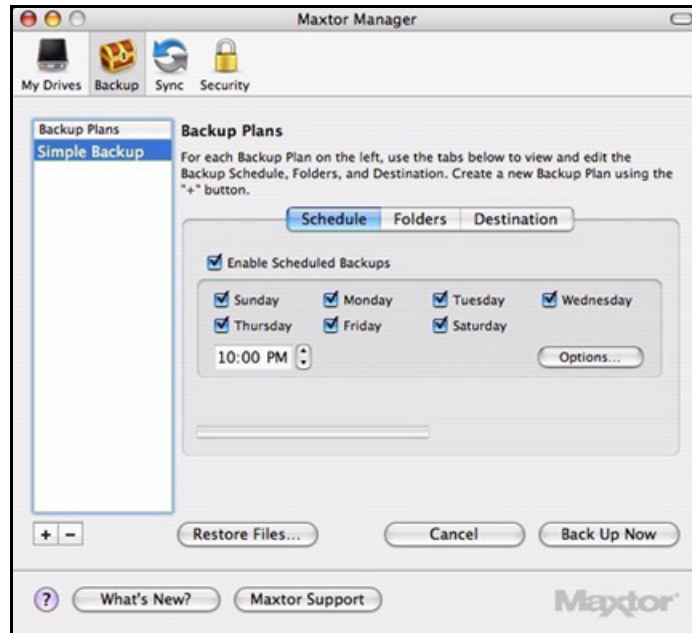 Maxtor Manager
My Drives Backup Sync Security
Backup Plans
Simple Backup
Backup Plans
For each Backup Plan on the left, use the tabs below to view and edit the
Backup Schedule, Folders, and Destination. Create a new Backup Plan using the
"+" button.
Schedule Folders Destination
Enable Scheduled Backups
Sunday Monday Tuesday Wednesday
Thursday Friday Saturday
10:00 PM Options...
+ - Restore Files... Cancel Back Up Now
? What's New? Maxtor Support Maxtor